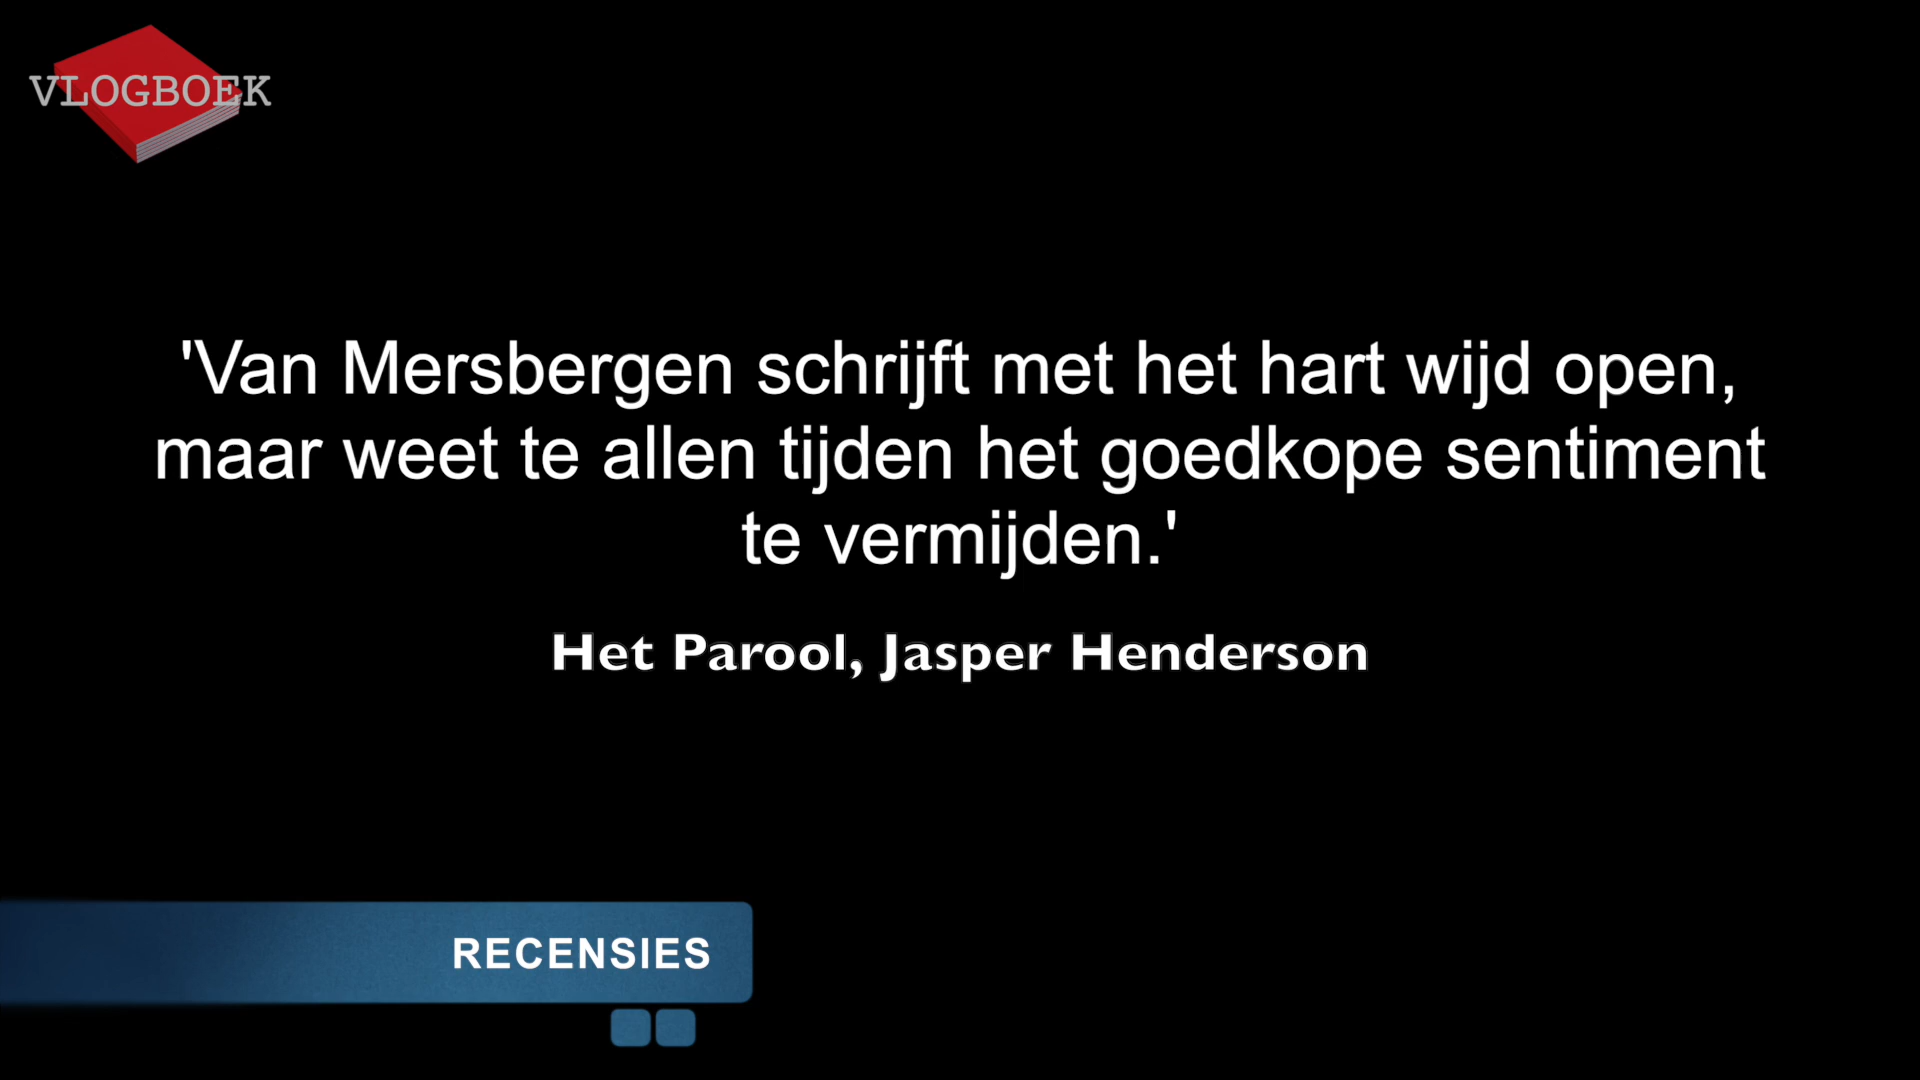 VLOGBOEK
'Van Mersbergen schrijft met het hart wijd open,
maar weet te allen tijden het goedkope sentiment
te vermijden.'
Het Parool, Jasper Henderson
RECENSIES